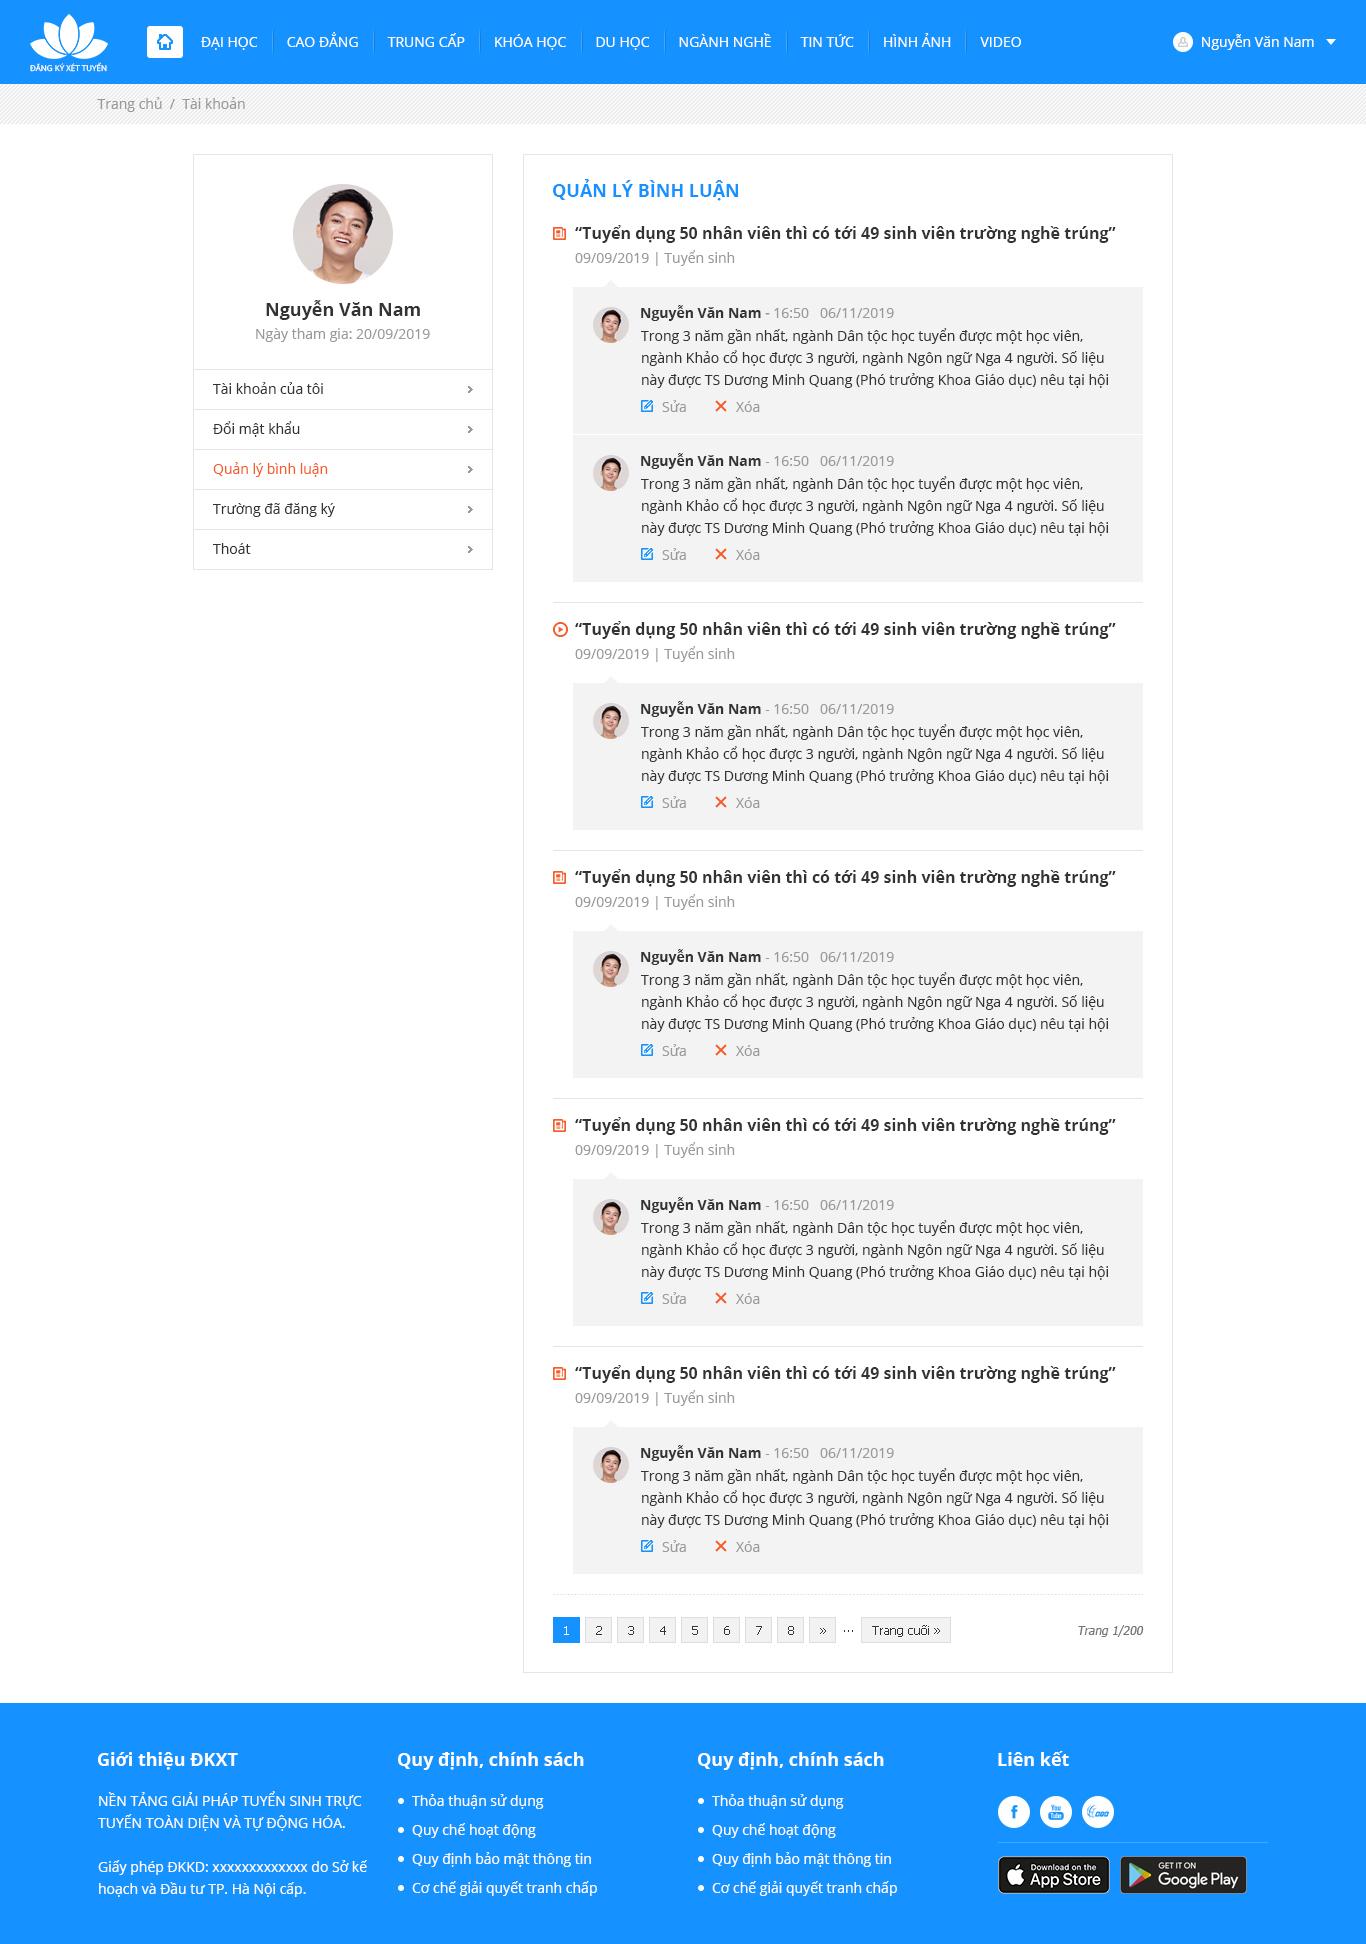 ĐĂNG KÝ XÉT TUYỂN
ĐẠI HỌC
CAO ĐẲNG
TRUNG CẤP
KHÓA HỌC
DU HỌC
NGÀNH NGHỀ
TIN TỨC
HÌNH ẢNH
VIDEO
Nguyễn Văn Nam
Trang chủ / Tài khoản
Nguyễn Văn Nam
Ngày tham gia: 20/09/2019
Tài khoản của tôi
Đổi mật khẩu
Quản lý bình luận
Trường đã đăng ký
Thoát
QUẢN LÝ BÌNH LUẬN
“Tuyển dụng 50 nhân viên thì có tới 49 sinh viên trường nghề trúng”
09/09/2019 | Tuyển sinh
Nguyễn Văn Nam - 16:50 06/11/2019
Trong 3 năm gần nhất, ngành Dân tộc học tuyển được một học viên,
ngành Khảo cổ học được 3 người, ngành Ngôn ngữ Nga 4 người. Số liệu
này được TS Dương Minh Quang (Phó trưởng Khoa Giáo dục) nêu tại hội
Sửa Xóa
Nguyễn Văn Nam - 16:50 06/11/2019
Trong 3 năm gần nhất, ngành Dân tộc học tuyển được một học viên,
ngành Khảo cổ học được 3 người, ngành Ngôn ngữ Nga 4 người. Số liệu
này được TS Dương Minh Quang (Phó trưởng Khoa Giáo dục) nêu tại hội
Sửa Xóa
“Tuyển dụng 50 nhân viên thì có tới 49 sinh viên trường nghề trúng”
09/09/2019 | Tuyển sinh
Nguyễn Văn Nam - 16:50 06/11/2019
Trong 3 năm gần nhất, ngành Dân tộc học tuyển được một học viên,
ngành Khảo cổ học được 3 người, ngành Ngôn ngữ Nga 4 người. Số liệu
này được TS Dương Minh Quang (Phó trưởng Khoa Giáo dục) nêu tại hội
Sửa Xóa
“Tuyển dụng 50 nhân viên thì có tới 49 sinh viên trường nghề trúng”
09/09/2019 | Tuyển sinh
Nguyễn Văn Nam - 16:50 06/11/2019
Trong 3 năm gần nhất, ngành Dân tộc học tuyển được một học viên,
ngành Khảo cổ học được 3 người, ngành Ngôn ngữ Nga 4 người. Số liệu
này được TS Dương Minh Quang (Phó trưởng Khoa Giáo dục) nêu tại hội
Sửa Xóa
“Tuyển dụng 50 nhân viên thì có tới 49 sinh viên trường nghề trúng”
09/09/2019 | Tuyển sinh
Nguyễn Văn Nam - 16:50 06/11/2019
Trong 3 năm gần nhất, ngành Dân tộc học tuyển được một học viên,
ngành Khảo cổ học được 3 người, ngành Ngôn ngữ Nga 4 người. Số liệu
này được TS Dương Minh Quang (Phó trưởng Khoa Giáo dục) nêu tại hội
Sửa Xóa
“Tuyển dụng 50 nhân viên thì có tới 49 sinh viên trường nghề trúng”
09/09/2019 | Tuyển sinh
Nguyễn Văn Nam - 16:50 06/11/2019
Trong 3 năm gần nhất, ngành Dân tộc học tuyển được một học viên,
ngành Khảo cổ học được 3 người, ngành Ngôn ngữ Nga 4 người. Số liệu
này được TS Dương Minh Quang (Phó trưởng Khoa Giáo dục) nêu tại hội
Sửa Xóa
1 2 3 4 5 6 7 8 » ... Trang cuối » Trang 1/200
Giới thiệu ĐKXT
NỀN TẢNG GIẢI PHÁP TUYỂN SINH TRỰC
TUYẾN TOÀN DIỆN VÀ TỰ ĐỘNG HÓA.
Giấy phép ĐKKD: xxxxxxxxxxxxx do Sở kế
hoạch và Đầu tư TP. Hà Nội cấp.
Quy định, chính sách
Thỏa thuận sử dụng
Quy chế hoạt động
Quy định bảo mật thông tin
Cơ chế giải quyết tranh chấp
Quy định, chính sách
Thỏa thuận sử dụng
Quy chế hoạt động
Quy định bảo mật thông tin
Cơ chế giải quyết tranh chấp
Liên kết
f
You
Tube
Download on the
App Store
GET IT ON
Google Play